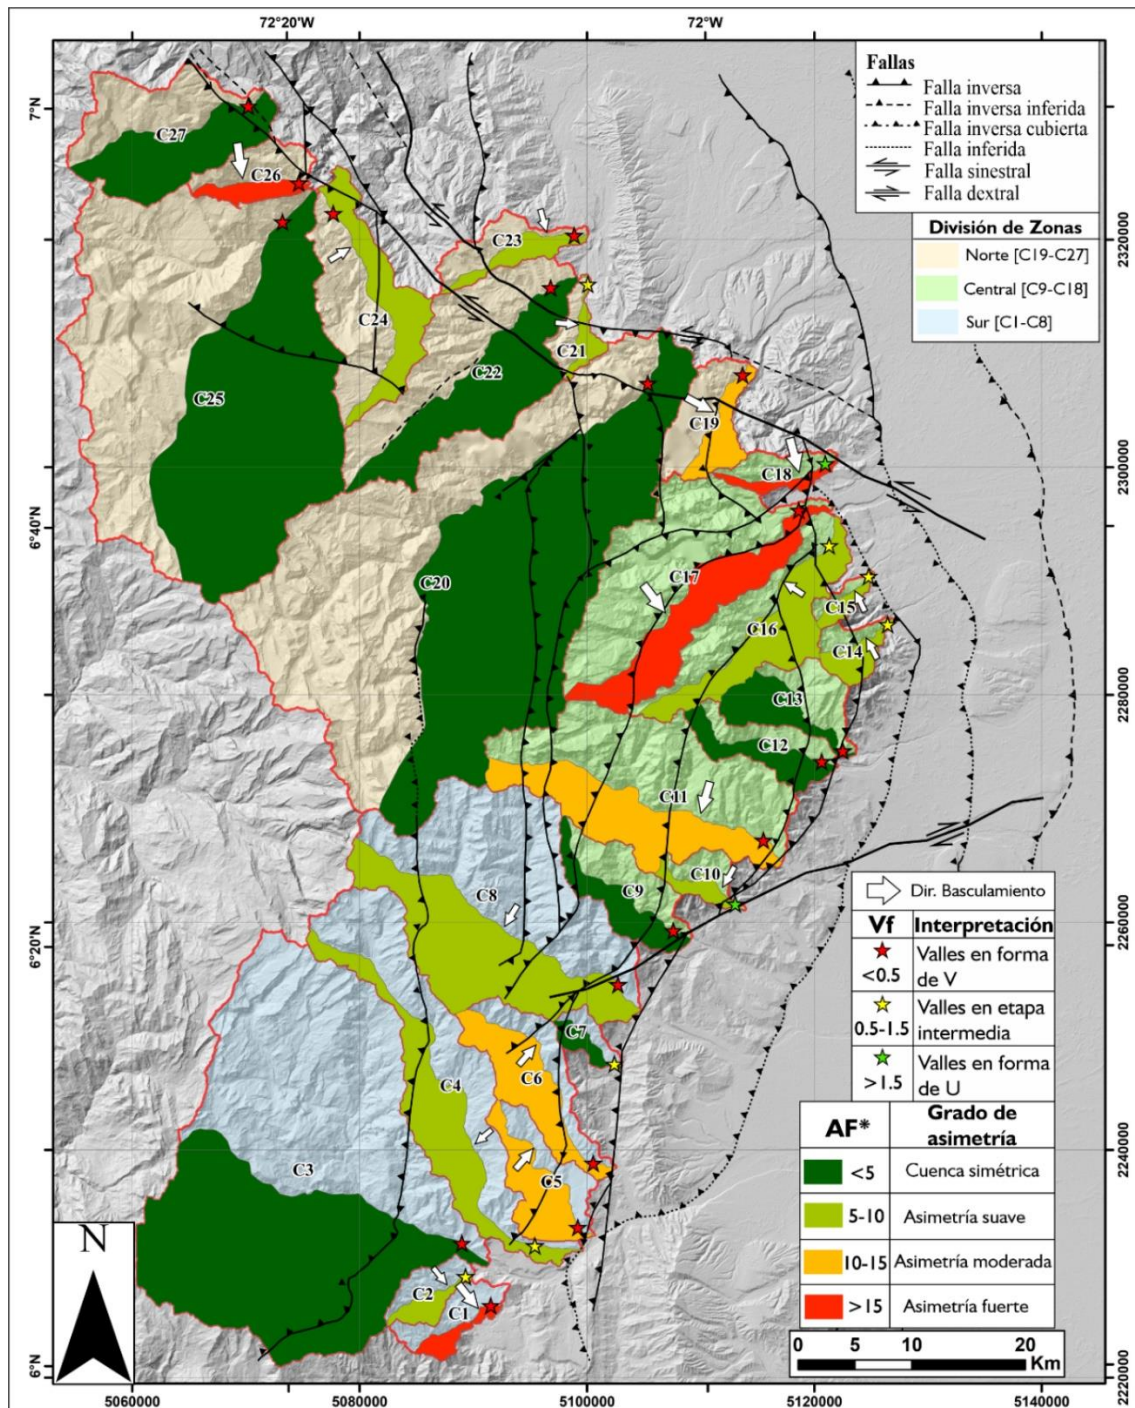 72°20'W
72°W
7°N
6°40'N
6°20'N
6°N
2320000
2300000
2280000
2260000
2240000
2220000
5060000
5080000
5100000
5120000
5140000
Fallas
Falla inversa
Falla inversa inferida
Falla inversa cubierta
Falla inferida
Falla sinestral
Falla dextral
División de Zonas
Norte [C19-C27]
Central [C9-C18]
Sur [C1-C8]
C27
C26
C23
C24
C21
C22
C25
C19
C18
C20
C17
C15
C16
C14
C13
C12
C11
C10
C9
C8
C7
C6
C4
C5
C3
C2
C1
Dir. Basculamiento
Vf Interpretación
<0.5 Valles en forma
de V
0.5-1.5 Valles en etapa
intermedia
>1.5 Valles en forma
de U
AF* Grado de
asimetría
<5 Cuenca simétrica
5-10 Asimetría suave
10-15 Asimetría moderada
>15 Asimetría fuerte
N
0 5 10 20
Km